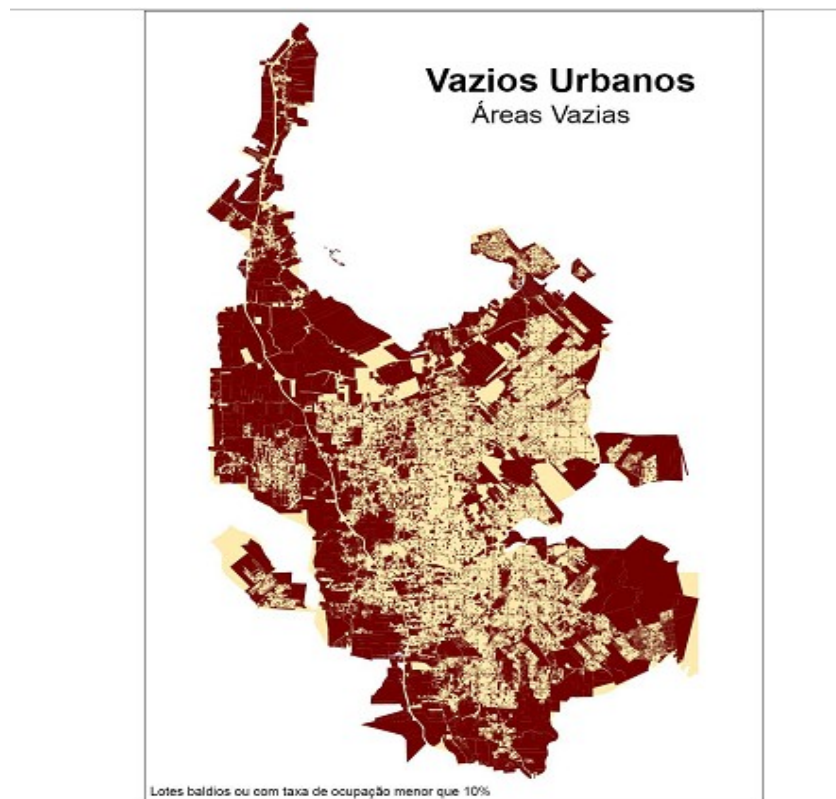 Vazios Urbanos
Áreas Vazias
Lotes baldios ou com taxa de ocupação menor que 10%